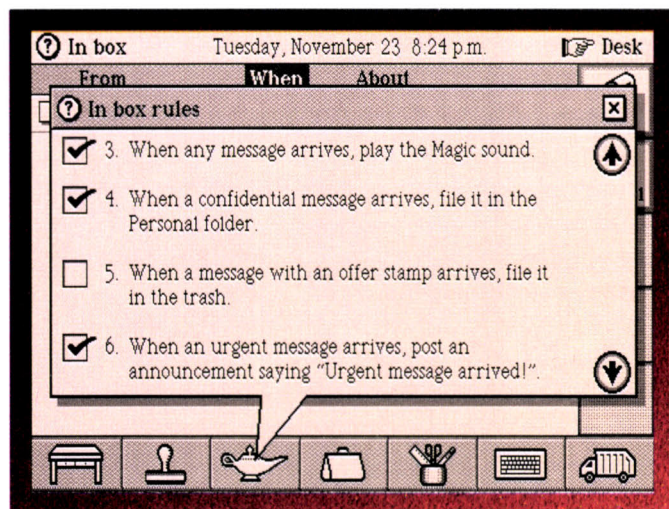 In box Tuesday, November 23 8:24 p.m. Desk
From When About
In box rules
3. When any message arrives, play the Magic sound.
4. When a confidential message arrives, file it in the
Personal folder.
5. When a message with an offer stamp arrives, file it
in the trash.
6. When an urgent message arrives, post an
announcement saying “Urgent message arrived!”.